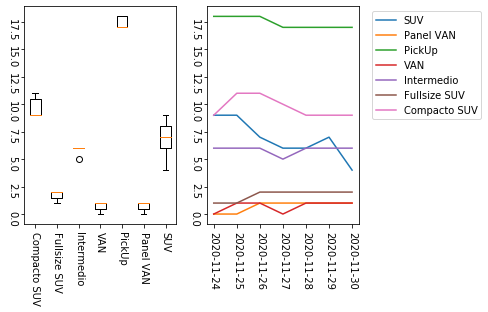 17.5
15.0
12.5
10.0
7.5
5.0
2.5
0.0
Compacto SUV
Fullsize SUV
Intermedio
VAN
PickUp
Panel VAN
SUV
17.5
15.0
12.5
10.0
7.5
5.0
2.5
0.0
2020-11-24
2020-11-25
2020-11-26
2020-11-27
2020-11-28
2020-11-29
2020-11-30
SUV
Panel VAN
PickUp
VAN
Intermedio
Fullsize SUV
Compacto SUV